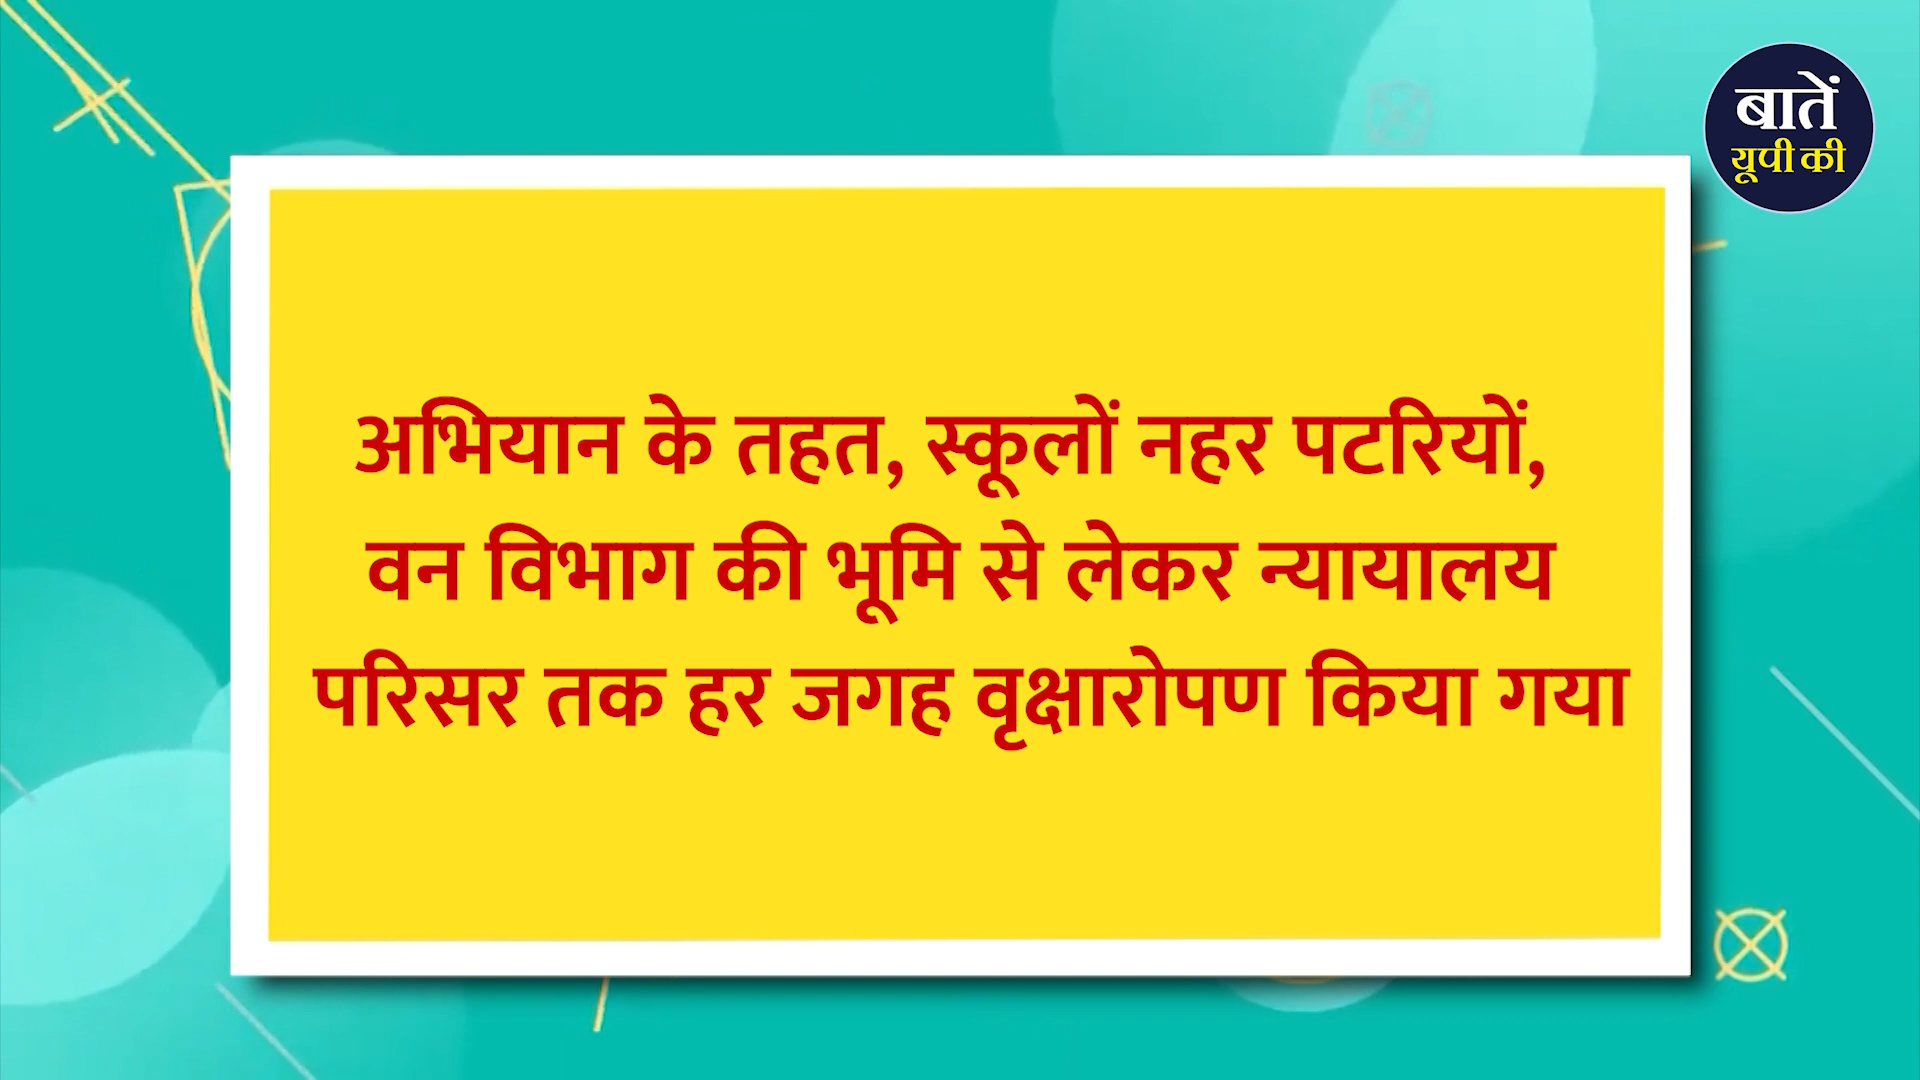 बातें
यूपी की
अभियान के तहत, स्कूलों नहर पटरियों,
वन विभाग की भूमि से लेकर न्यायालय
परिसर तक हर जगह वृक्षारोपण किया गया